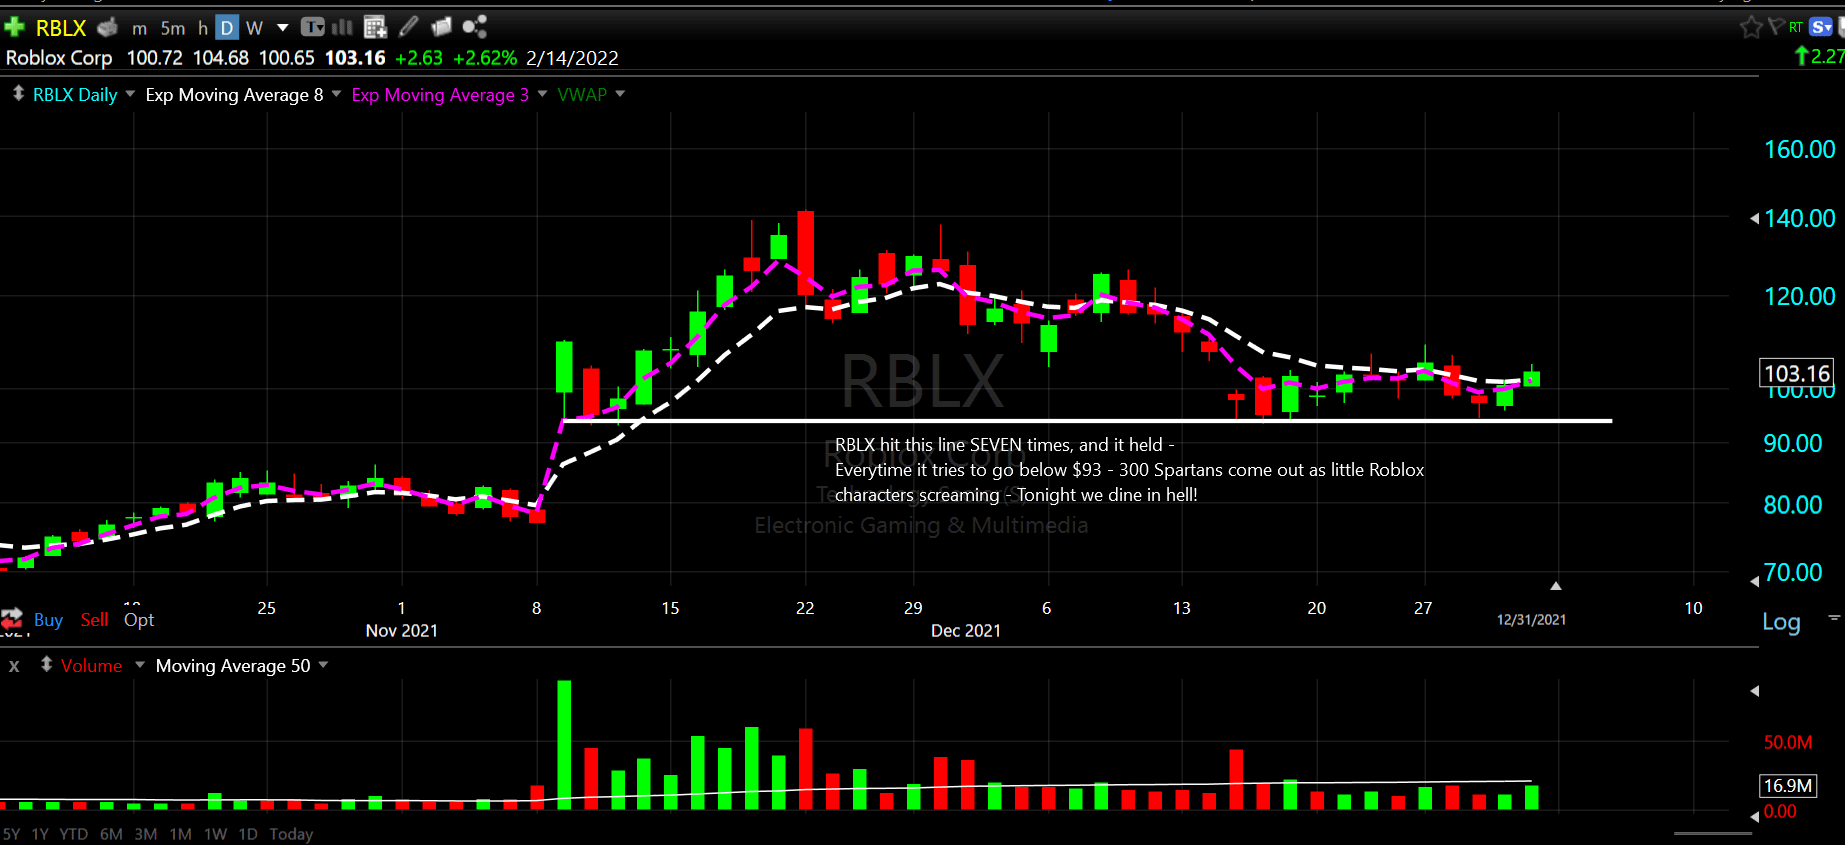 RBLX m 5m h D W T
RT S
Roblox Corp 100.72 104.68 100.65 103.16 +2.63 +2.62% 2/14/2022
2.27
RBLX Daily Exp Moving Average 8 Exp Moving Average 3 VWAP
160.00
140.00
120.00
103.16
100.00
90.00
80.00
70.00
RBLX
Roblox Corp
Electronic Gaming & Multimedia
RBLX hit this line SEVEN times, and it held -
Everytime it tries to go below $93 - 300 Spartans come out as little Roblox
characters screaming - Tonight we dine in hell!
25 1 8 15 22 29 6 13 20 27 10
Buy Sell Opt
Nov 2021 Dec 2021 12/31/2021
Log
x Volume Moving Average 50
50.0M
16.9M
0.00
5Y 1Y YTD 6M 3M 1M 1W 1D Today